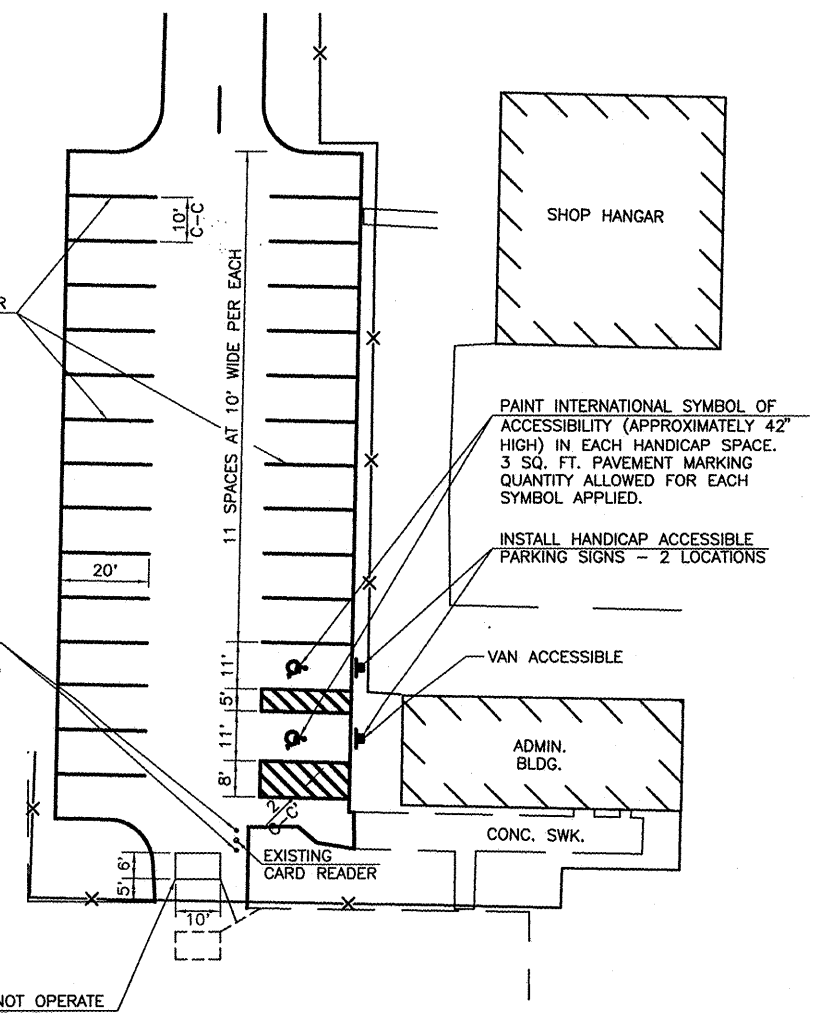 SHOP HANGAR
10'
C-C
R
11 SPACES AT 10' WIDE PER EACH
PAINT INTERNATIONAL SYMBOL OF
ACCESSIBILITY (APPROXIMATELY 42"
HIGH) IN EACH HANDICAP SPACE.
3 SQ. FT. PAVEMENT MARKING
QUANTITY ALLOWED FOR EACH
SYMBOL APPLIED.
INSTALL HANDICAP ACCESSIBLE
PARKING SIGNS - 2 LOCATIONS
20'
11'
VAN ACCESSIBLE
5'
11'
ADMIN.
BLDG.
8'
2'
C-C
CONC. SWK.
EXISTING
CARD READER
6'
5'
10'
NOT OPERATE